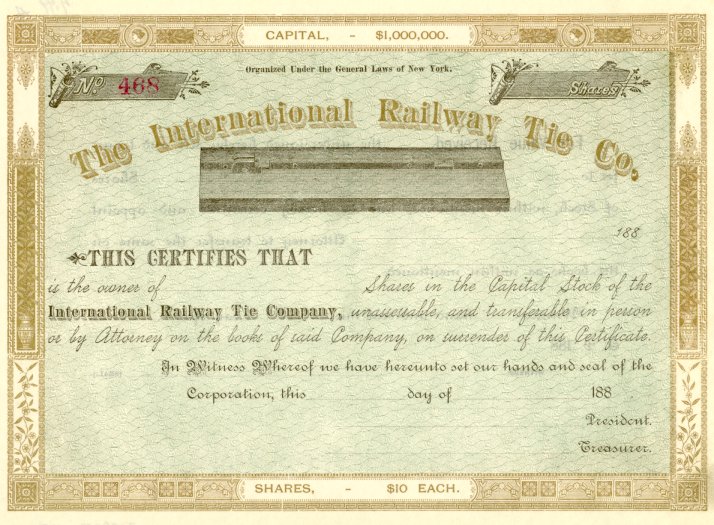 CAPITAL, - $1,000,000.
Organized Under the General Laws of New York.
No. 468
Shares
The International Railway Tie Co.
188
THIS CERTIFIES THAT
is the owner of Shares in the Capital Stock of the
International Railway Tie Company, unassessable, and transferable in person
or by Attorney on the books of said Company, on surrender of this Certificate.
In Witness Whereof we have hereunto set our hands and seal of the
Corporation, this day of 188
President.
Treasurer.
SHARES, - $10 EACH.